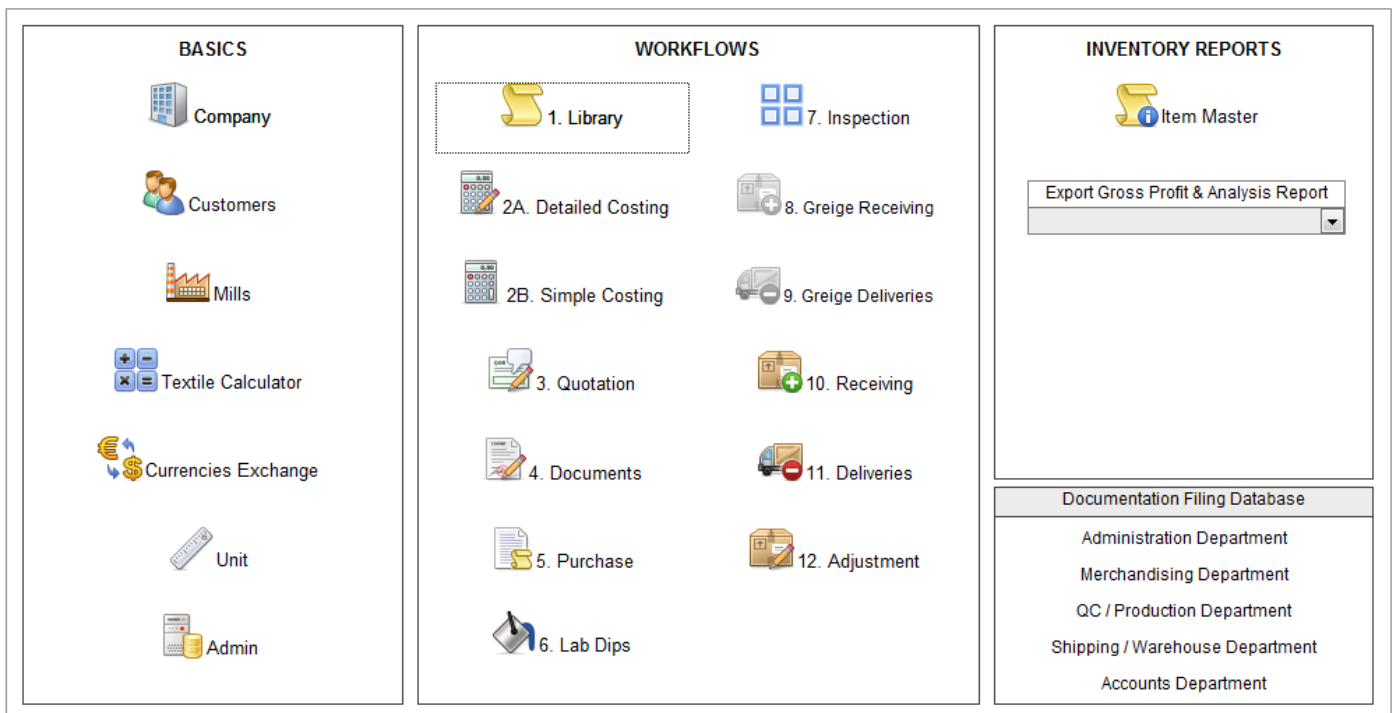 BASICS
Company
Customers
Mills
Textile Calculator
Currencies Exchange
Unit
Admin
WORKFLOWS
1. Library
2A. Detailed Costing
2B. Simple Costing
3. Quotation
4. Documents
5. Purchase
6. Lab Dips
7. Inspection
8. Greige Receiving
9. Greige Deliveries
10. Receiving
11. Deliveries
12. Adjustment
INVENTORY REPORTS
Item Master
Export Gross Profit & Analysis Report
Documentation Filing Database
Administration Department
Merchandising Department
QC / Production Department
Shipping / Warehouse Department
Accounts Department